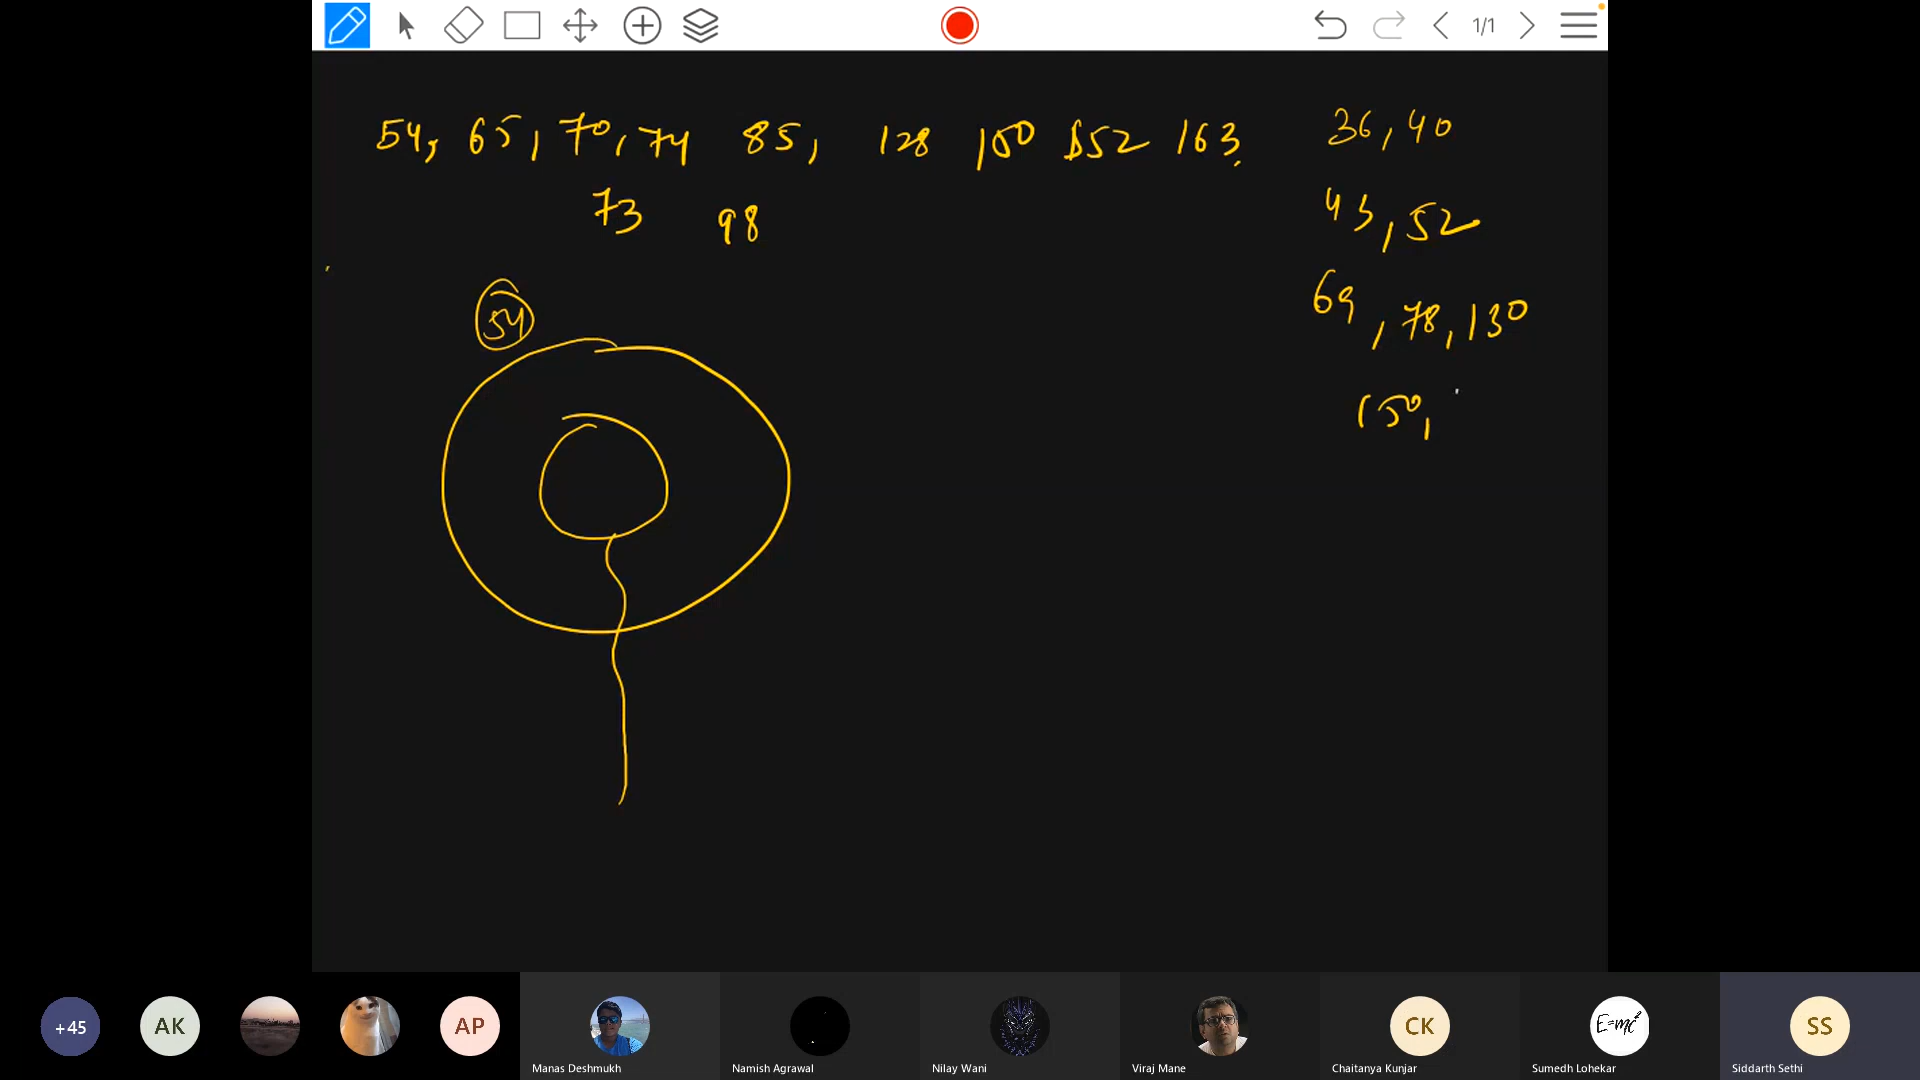 1/1
54, 65, 70, 74 85, 128 150 152 163.
73 98
36, 40
43, 52
69, 78, 130
150,
54
+45
AK
AP
CK
E=mc²
SS
Manas Deshmukh
Namish Agrawal
Nilay Wani
Viraj Mane
Chaitanya Kunjar
Sumedh Lohekar
Siddarth Sethi